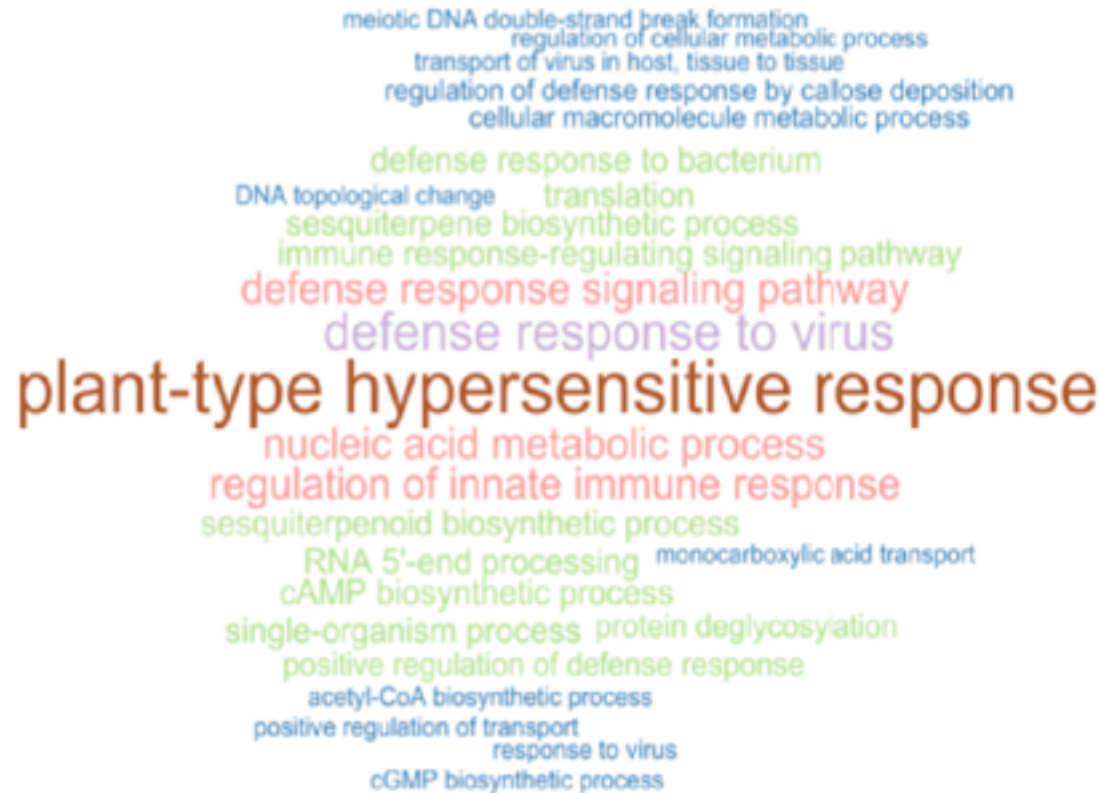 meiotic DNA double-strand break formation
regulation of cellular metabolic process
transport of virus in host, tissue to tissue
regulation of defense response by callose deposition
cellular macromolecule metabolic process
defense response to bacterium
DNA topological change translation
sesquiterpene biosynthetic process
immune response-regulating signaling pathway
defense response signaling pathway
defense response to virus
plant-type hypersensitive response
nucleic acid metabolic process
regulation of innate immune response
sesquiterpenoid biosynthetic process
RNA 5'-end processing monocarboxylic acid transport
cAMP biosynthetic process
single-organism process protein deglycosylation
positive regulation of defense response
acetyl-CoA biosynthetic process
positive regulation of transport
response to virus
cGMP biosynthetic process